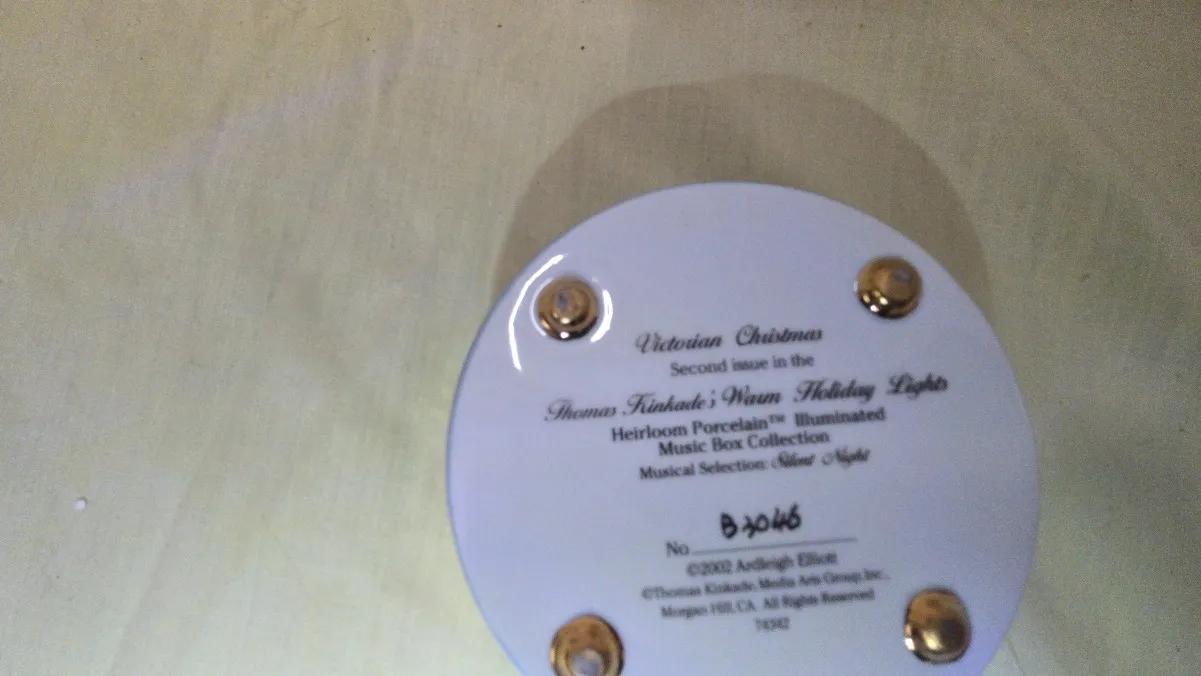 Victorian Christmas
Second issue in the
Thomas Kinkade's Warm Holiday Lights
Heirloom Porcelain™ Illuminated
Music Box Collection
Musical Selection: Silent Night
B3046
No
©2002 Ardleigh Elliott
©Thomas Kinkade, Media Arts Group, Inc.,
Morgan Hill, CA. All Rights Reserved
74342